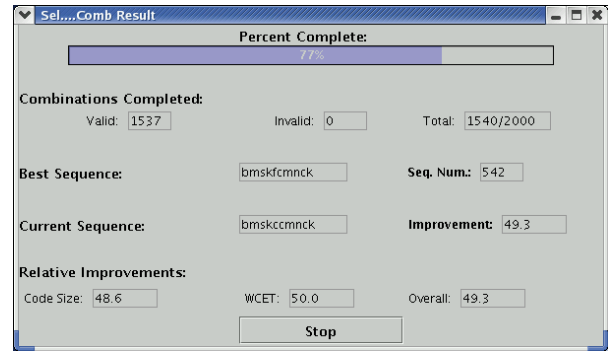 Sel....Comb Result
Percent Complete:
77%
Combinations Completed:
Valid: 1537 Invalid: 0 Total: 1540/2000
Best Sequence: bmskfcmnck Seq. Num.: 542
Current Sequence: bmskccmnck Improvement: 49.3
Relative Improvements:
Code Size: 48.6 WCET: 50.0 Overall: 49.3
Stop